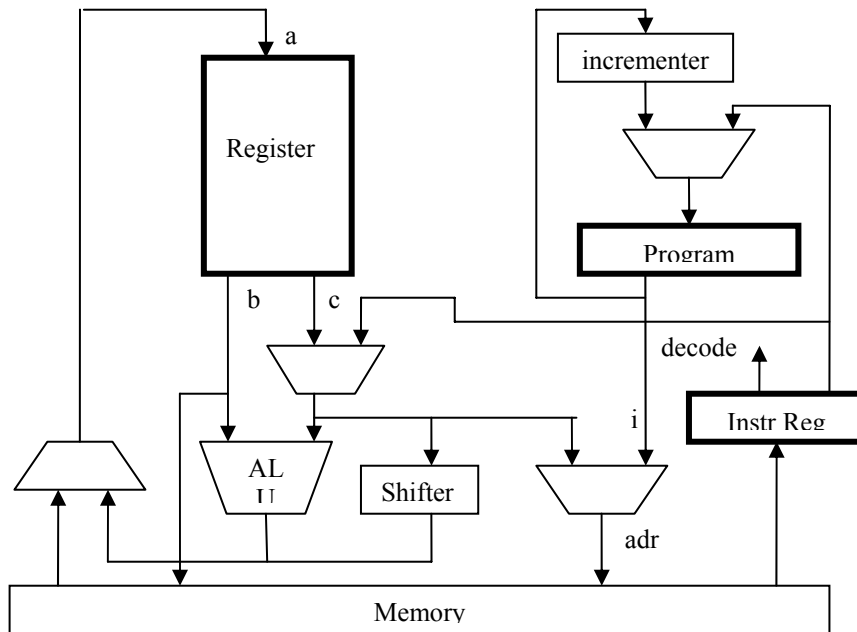 a
incrementer
Register
Program
b
c
decode
i
Instr Reg
AL
U
Shifter
adr
Memory